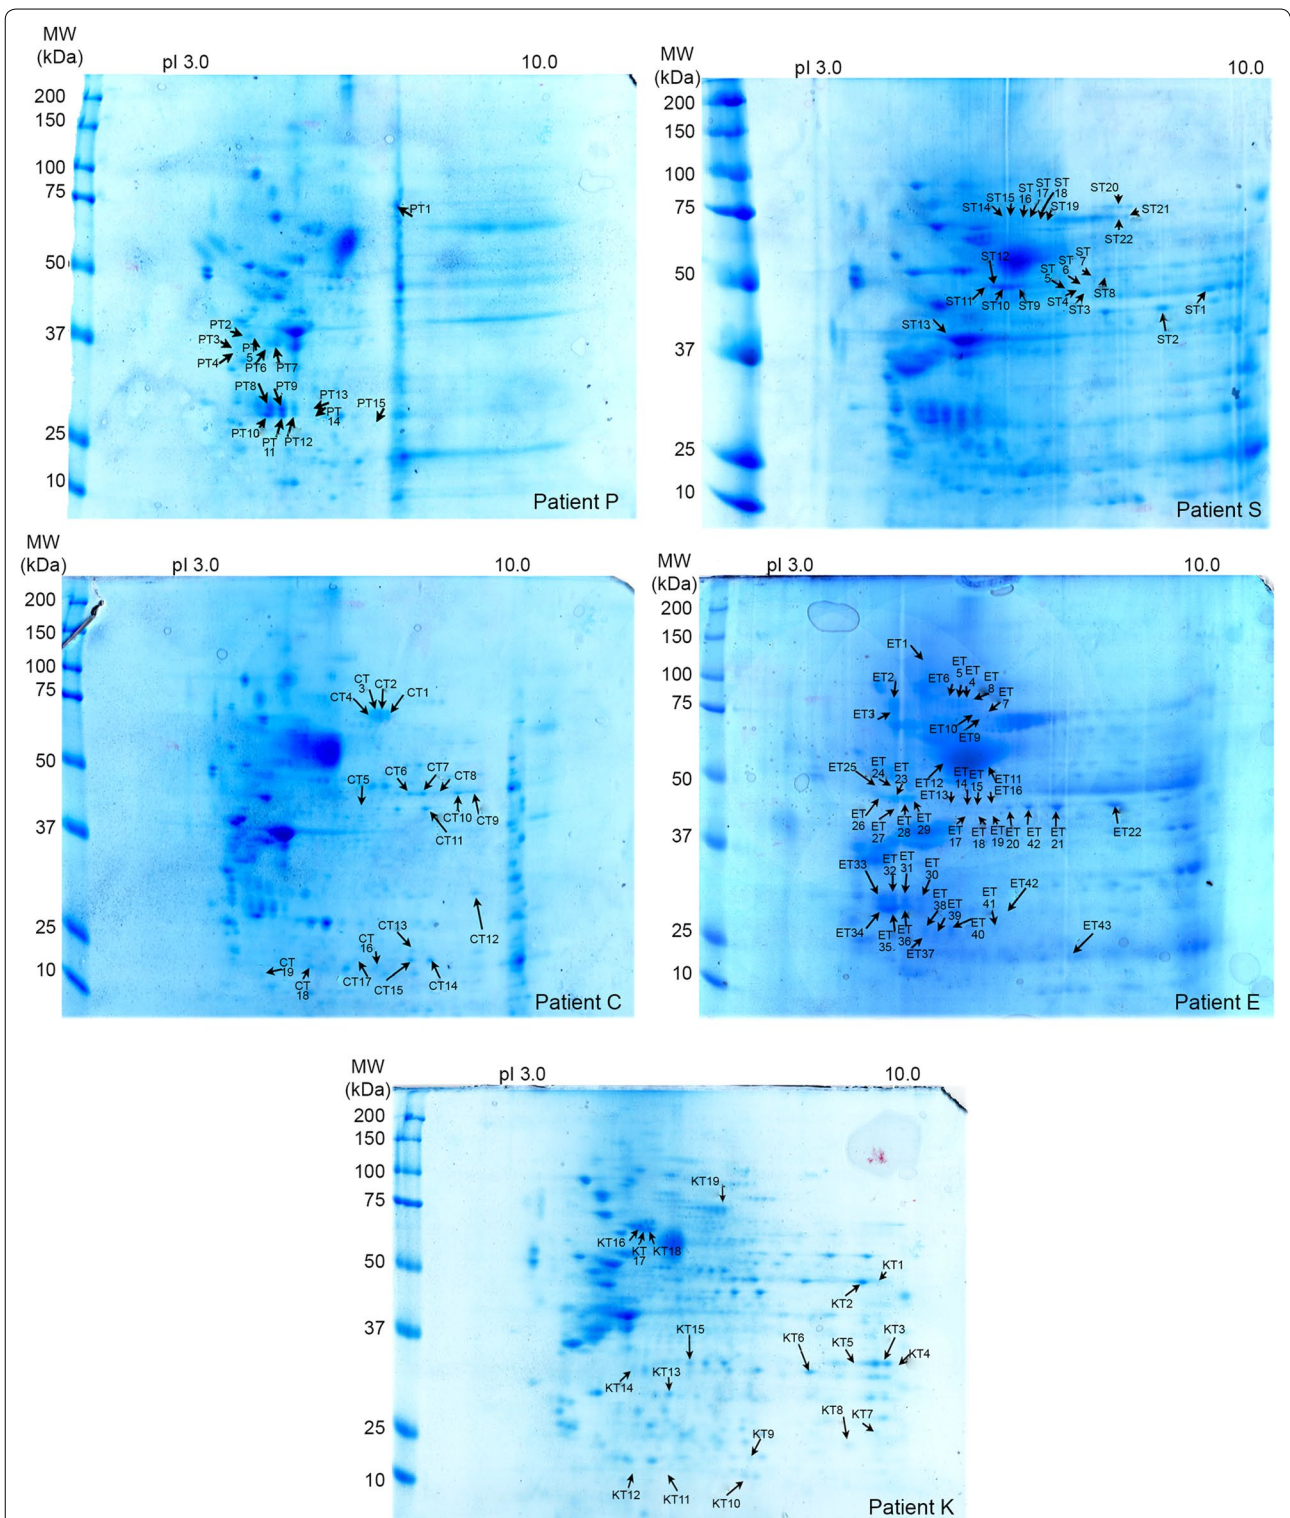 MW
(kDa)
pI 3.0
10.0
200
150
100
75
50
37
25
10
PT1
PT2
PT3
PT
5
PT4
PT6
PT7
PT8
PT9
PT13
PT
14
PT15
PT10
PT
11
PT12
Patient P
MW
(kDa)
pI 3.0
10.0
200
150
100
75
50
37
25
10
ST
16
ST
17
ST
18
ST15
ST14
ST19
ST20
ST21
ST22
ST12
ST
5
ST
6
ST
7
ST8
ST11
ST10
ST9
ST4
ST3
ST1
ST2
ST13
Patient S
MW
(kDa)
pI 3.0
10.0
200
150
100
75
50
37
25
10
CT
3
CT2
CT1
CT4
CT5
CT6
CT7
CT8
CT10
CT9
CT11
CT12
CT13
CT
16
CT
19
CT
18
CT17
CT15
CT14
Patient C
MW
(kDa)
pI 3.0
10.0
200
150
100
75
50
37
25
10
ET1
ET2
ET6
ET
5
ET
4
ET
8
ET
7
ET3
ET10
ET9
ET25
ET
24
ET
23
ET12
ET
14
ET
15
ET11
ET13
ET16
ET
26
ET
27
ET
28
ET
29
ET
17
ET
18
ET
19
ET
20
ET
42
ET
21
ET22
ET33
ET
32
ET
31
ET
30
ET
38
ET
39
ET
41
ET42
ET34
ET
35
ET
36
ET37
ET
40
ET43
Patient E
MW
(kDa)
pI 3.0
10.0
200
150
100
75
50
37
25
10
KT19
KT16
KT
17
KT18
KT1
KT2
KT15
KT6
KT5
KT3
KT4
KT14
KT13
KT8
KT7
KT9
KT12
KT11
KT10
Patient K